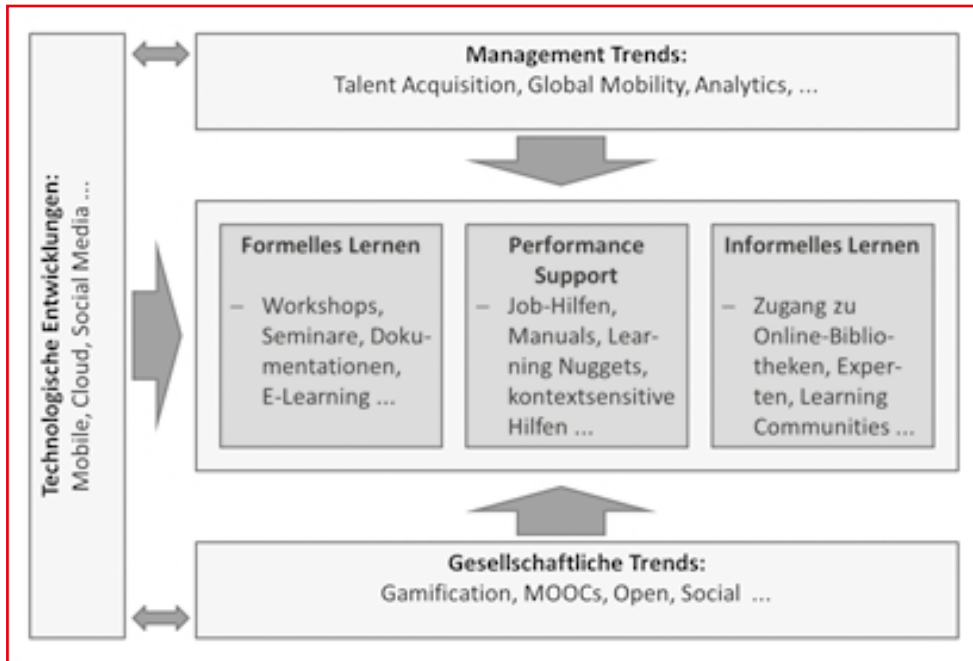 Technologische Entwicklungen:
Mobile, Cloud, Social Media ...
Management Trends:
Talent Acquisition, Global Mobility, Analytics, ...
Formelles Lernen
– Workshops,
Seminare, Doku-
mentationen,
E-Learning ...
Performance
Support
– Job-Hilfen,
Manuals, Lear-
ning Nuggets,
kontextsensitive
Hilfen ...
Informelles Lernen
– Zugang zu
Online-Biblio-
theken, Exper-
ten, Learning
Communities ...
Gesellschaftliche Trends:
Gamification, MOOCs, Open, Social ...